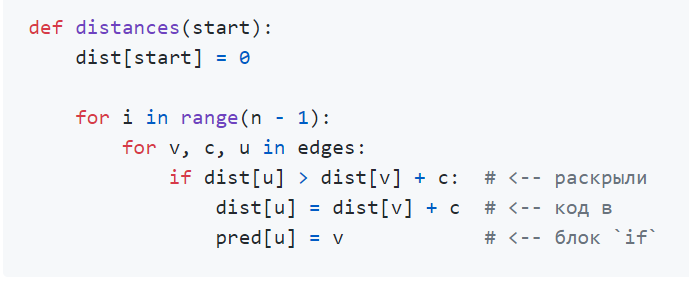 def distances(start):
    dist[start] = 0
    for i in range(n - 1):
        for v, c, u in edges:
            if dist[u] > dist[v] + c:  # <-- раскрыли
                dist[u] = dist[v] + c  # <-- код в
                pred[u] = v            # <-- блок `if`